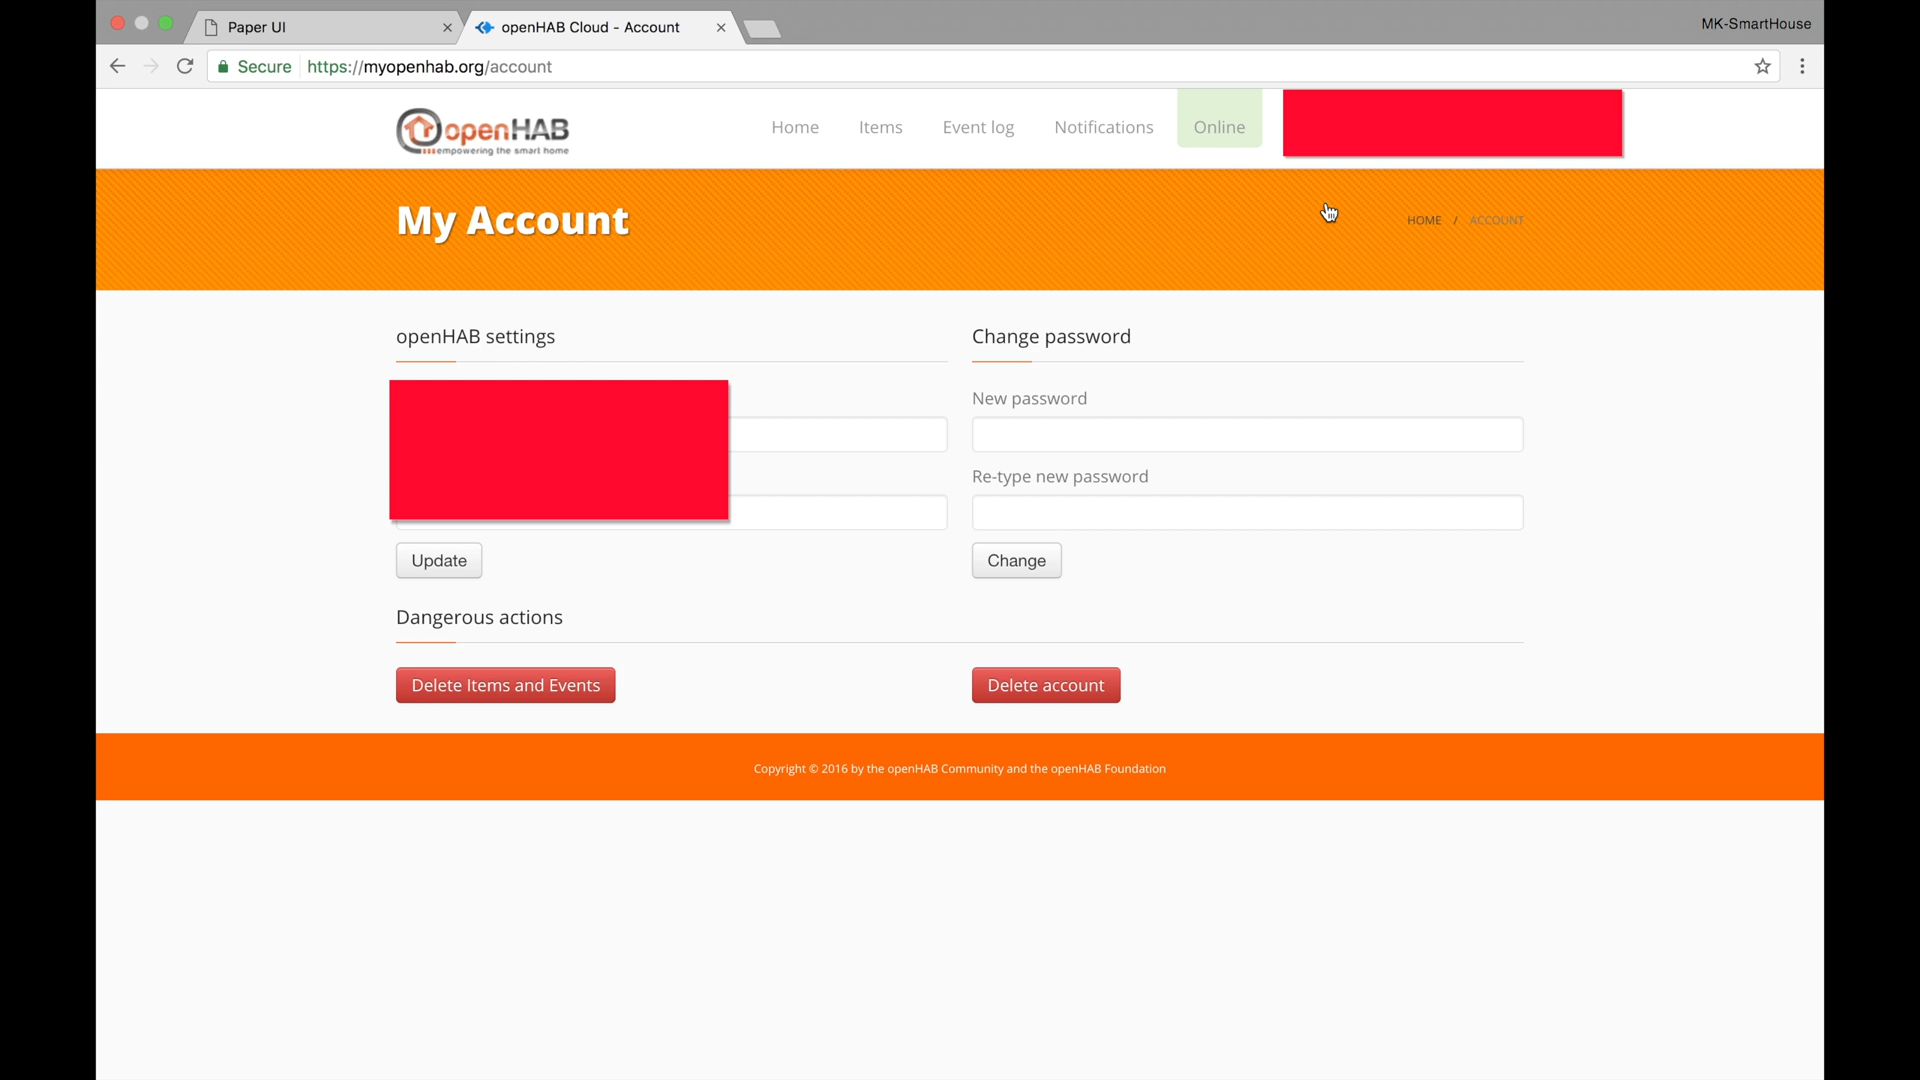 Paper UI
openHAB Cloud - Account
MK-SmartHouse
Secure
https://myopenhab.org/account
openHAB
empowering the smart home
Home
Items
Event log
Notifications
Online
My Account
HOME / ACCOUNT
openHAB settings
Change password
New password
Re-type new password
Update
Change
Dangerous actions
Delete Items and Events
Delete account
Copyright © 2016 by the openHAB Community and the openHAB Foundation